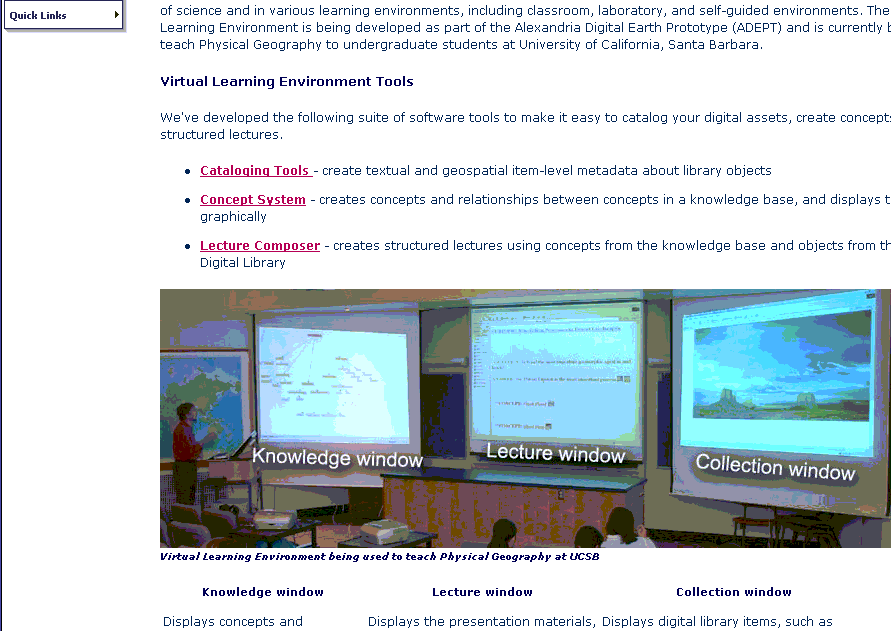 Quick Links
of science and in various learning environments, including classroom, laboratory, and self-guided environments. The
Learning Environment is being developed as part of the Alexandria Digital Earth Prototype (ADEPT) and is currently
teach Physical Geography to undergraduate students at University of California, Santa Barbara.
Virtual Learning Environment Tools
We've developed the following suite of software tools to make it easy to catalog your digital assets, create concepts
structured lectures.
• Cataloging Tools - create textual and geospatial item-level metadata about library objects
• Concept System - creates concepts and relationships between concepts in a knowledge base, and displays
graphically
• Lecture Composer - creates structured lectures using concepts from the knowledge base and objects from
Digital Library
Knowledge window
Lecture window
Collection window
Virtual Learning Environment being used to teach Physical Geography at UCSB
Knowledge window Lecture window Collection window
Displays concepts and Displays the presentation materials, Displays digital library items, such as